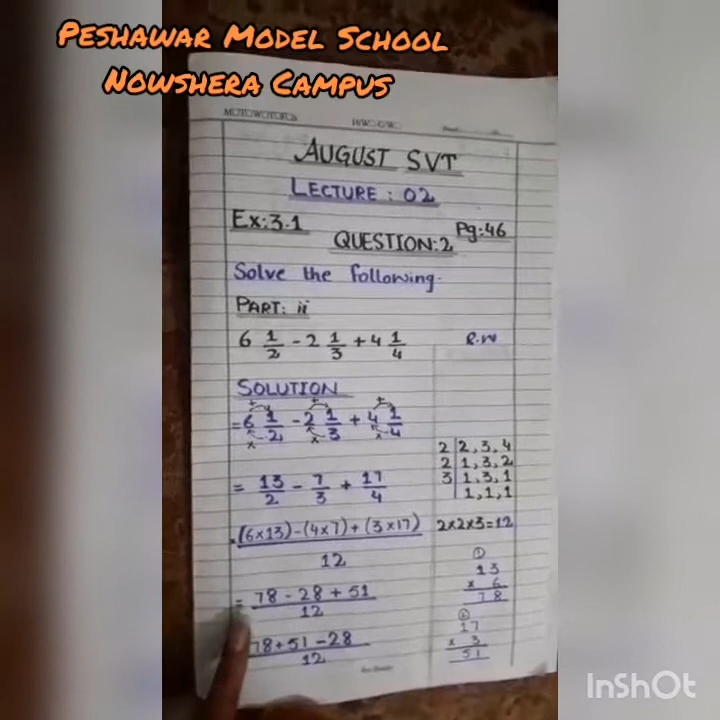 PESHAWAR MODEL SCHOOL
NOWSHERA CAMPUS
AUGUST SVT
LECTURE : 02
Ex:3.1
Pg:46
QUESTION:2
Solve the following.
PART: ii
6 1/2 - 2 1/3 + 4 1/4
R.W
SOLUTION
= 6 1/2 - 2 1/3 + 4 1/4
= 13/2 - 7/3 + 17/4
(6×13)-(4×7)+(3×17)/12
= 78-28+51/12
78+51-28/12
2 | 2,3,4
2 | 1,3,2
3 | 1,3,1
1,1,1
2×2×3=12
①
13
× 6
78
②
17
× 3
51
InShOt